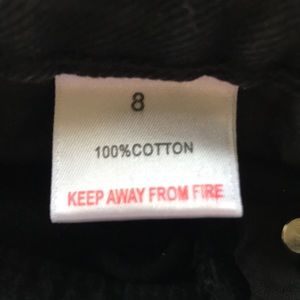 8
100%COTTON
KEEP AWAY FROM FIRE